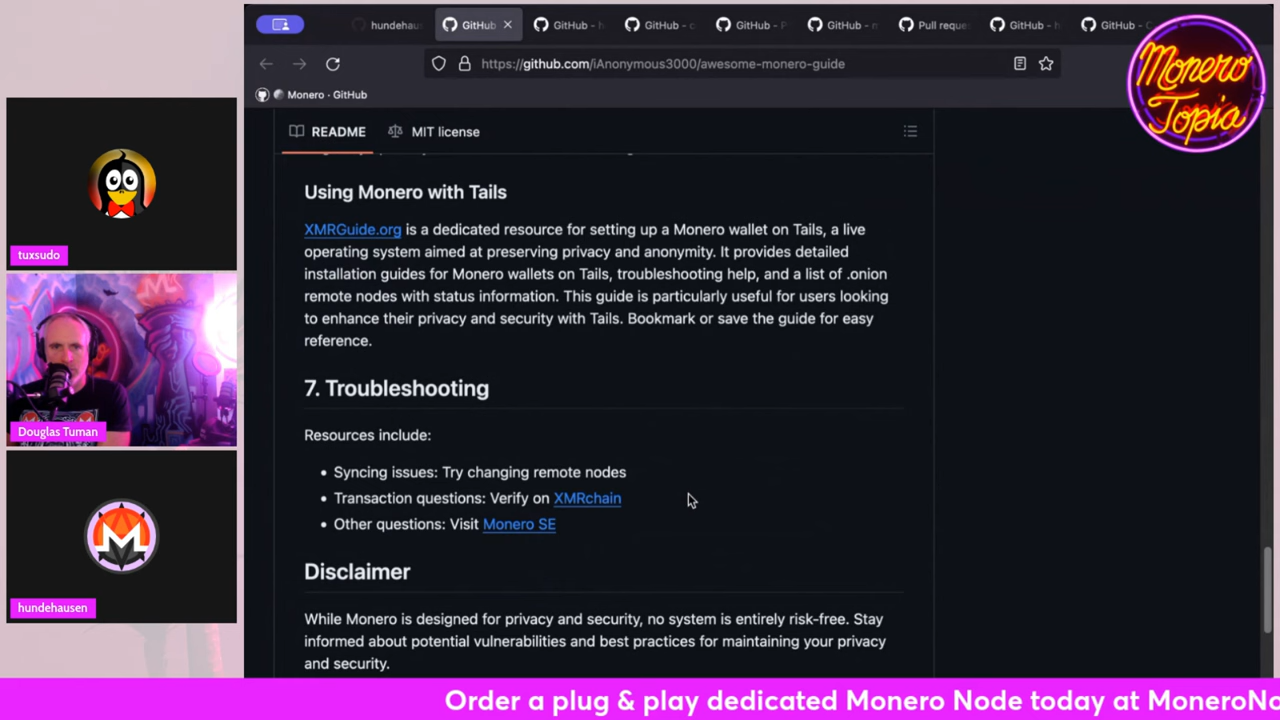 hundehaus
GitHub
GitHub - h
GitHub - c
GitHub - P
GitHub - n
Pull reque
GitHub - h
GitHub - C
https://github.com/iAnonymous3000/awesome-monero-guide
Monero · GitHub
Monero
Topia
README
MIT license
Using Monero with Tails
XMRGuide.org is a dedicated resource for setting up a Monero wallet on Tails, a live
operating system aimed at preserving privacy and anonymity. It provides detailed
installation guides for Monero wallets on Tails, troubleshooting help, and a list of .onion
remote nodes with status information. This guide is particularly useful for users looking
to enhance their privacy and security with Tails. Bookmark or save the guide for easy
reference.
7. Troubleshooting
Resources include:
• Syncing issues: Try changing remote nodes
• Transaction questions: Verify on XMRchain
• Other questions: Visit Monero SE
Disclaimer
While Monero is designed for privacy and security, no system is entirely risk-free. Stay
informed about potential vulnerabilities and best practices for maintaining your privacy
and security.
tuxsudo
Douglas Tuman
hundehausen
Order a plug & play dedicated Monero Node today at MoneroNo